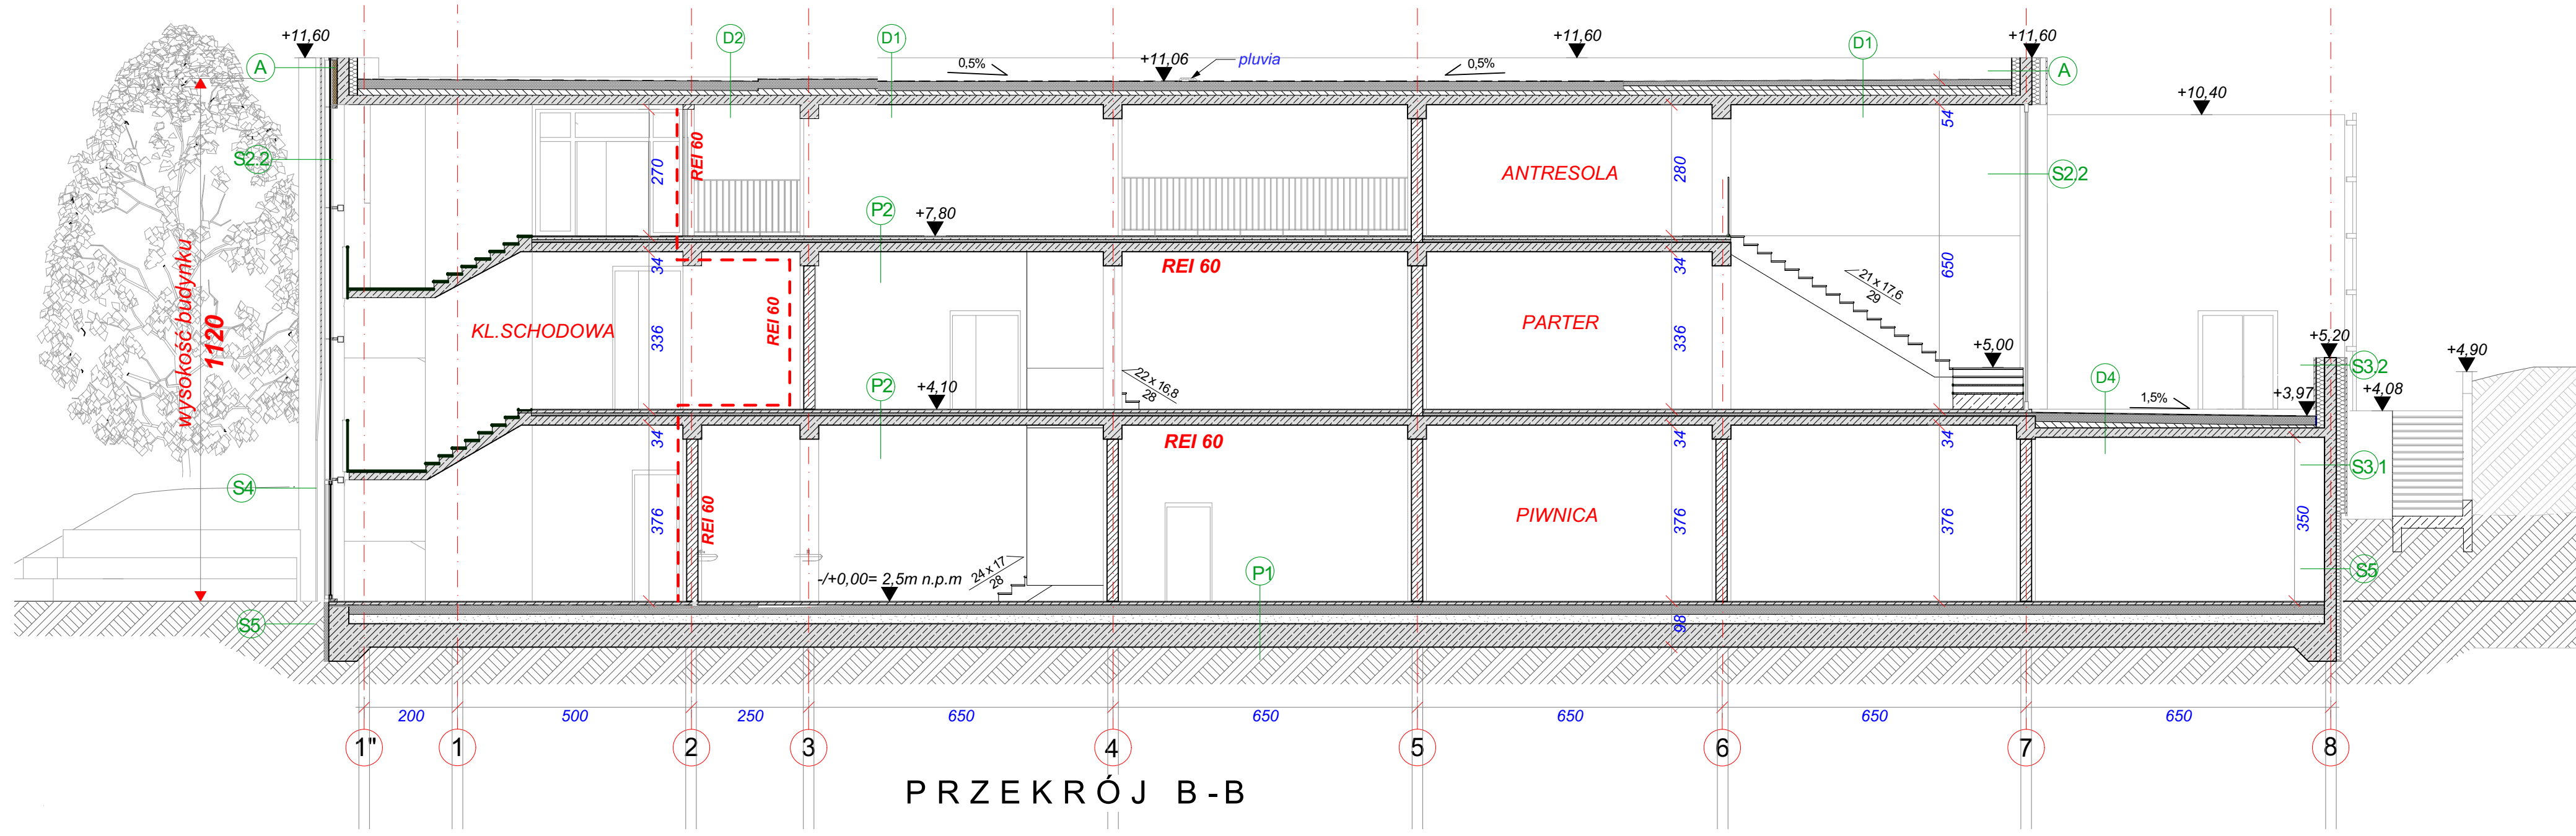 +11,60
D2
D1
+11,60
D1
+11,60
A
0,5%
+11,06
pluvia
0,5%
A
+10,40
54
REI 60
S2.2
270
ANTRESOLA
280
S2.2
P2
+7,80
wysokość budynku
1120
34
REI 60
34
650
21 x 17,6
29
KL.SCHODOWA
336
REI 60
PARTER
336
+5,00
+5,20
S3.2
+4,90
P2
+4,10
22 x 16,8
28
D4
1,5%
+3,97
+4,08
34
REI 60
34
34
S3.1
S4
376
REI 60
PIWNICA
376
376
350
-/+0,00= 2,5m n.p.m
24 x 17
28
P1
S5
S5
98
200
500
250
650
650
650
650
650
1"
1
2
3
4
5
6
7
8
PRZEKRÓJ B-B